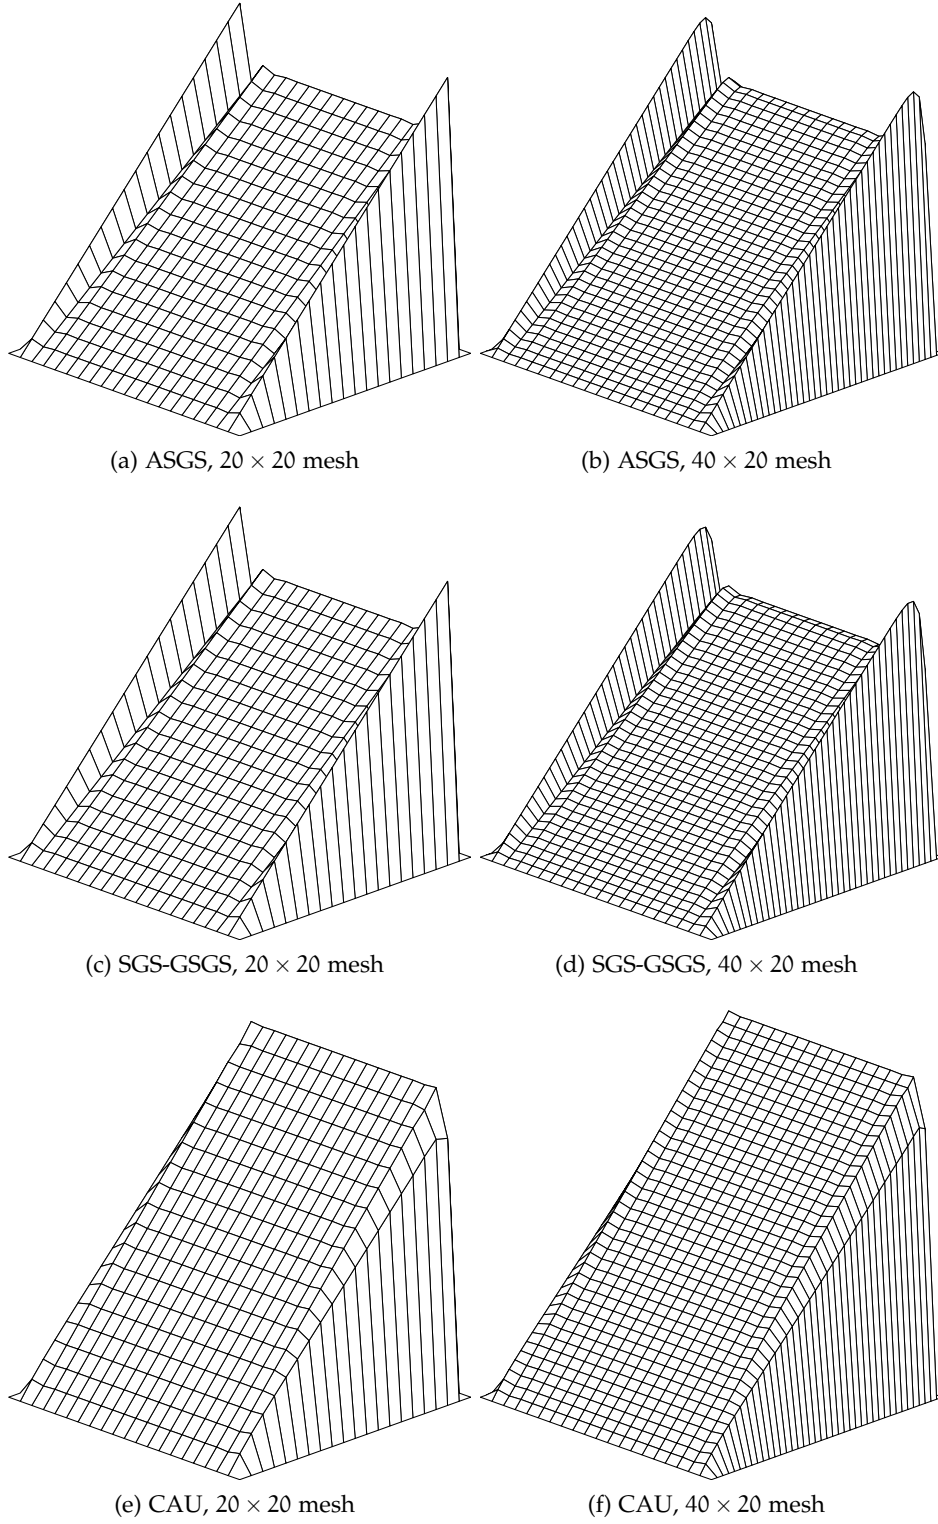 (a) ASGS, 20 × 20 mesh
(b) ASGS, 40 × 20 mesh
(c) SGS-GSGS, 20 × 20 mesh
(d) SGS-GSGS, 40 × 20 mesh
(e) CAU, 20 × 20 mesh
(f) CAU, 40 × 20 mesh